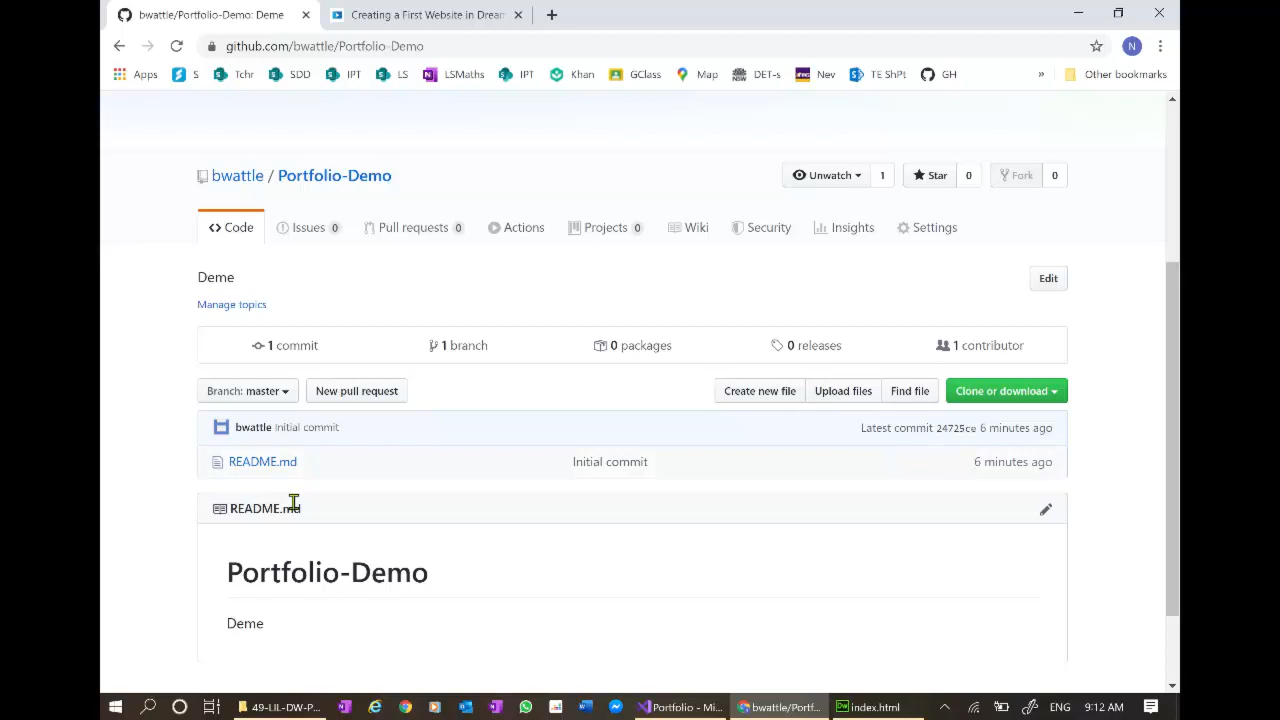 bwattle/Portfolio-Demo: Deme
Creating a First Website in Dream
github.com/bwattle/Portfolio-Demo
N
Apps S Tchr SDD IPT LS LSMaths IPT Khan GClass Map DET-s Nev TE ShPt GH » Other bookmarks
bwattle / Portfolio-Demo
Unwatch 1 Star 0 Fork 0
Code Issues 0 Pull requests 0 Actions Projects 0 Wiki Security Insights Settings
Deme
Edit
Manage topics
1 commit 1 branch 0 packages 0 releases 1 contributor
Branch: master New pull request Create new file Upload files Find file Clone or download
bwattle Initial commit Latest commit 24725ce 6 minutes ago
README.md Initial commit 6 minutes ago
README.md
Portfolio-Demo
Deme
49-LIL-DW-P... Portfolio - Mi... bwattle/Portf... index.html ENG 9:12 AM